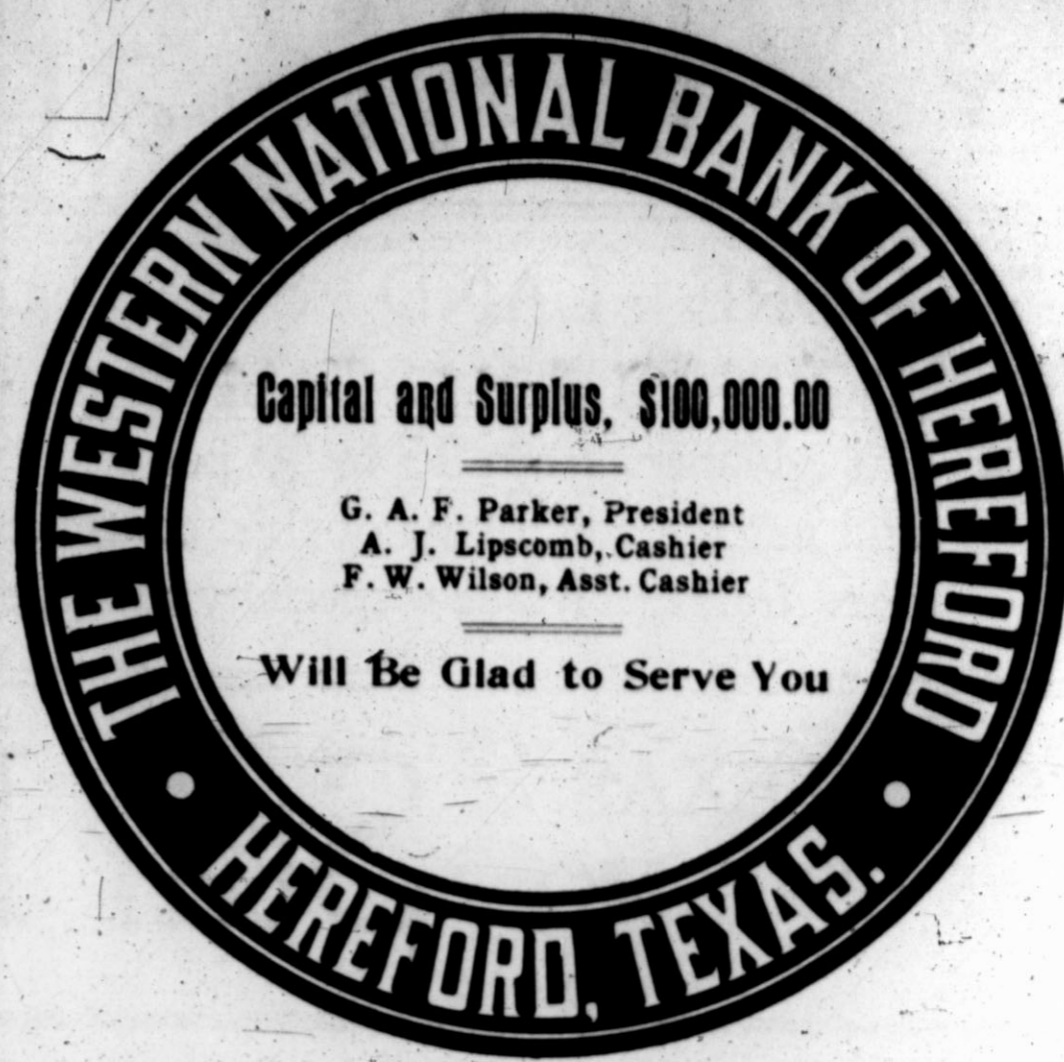 THE WESTERN NATIONAL BANK OF HEREFORD
Capital and Surplus, $100,000.00
G. A. F. Parker, President
A. J. Lipscomb, Cashier
F. W. Wilson, Asst. Cashier
Will Be Glad to Serve You
HEREFORD, TEXAS.